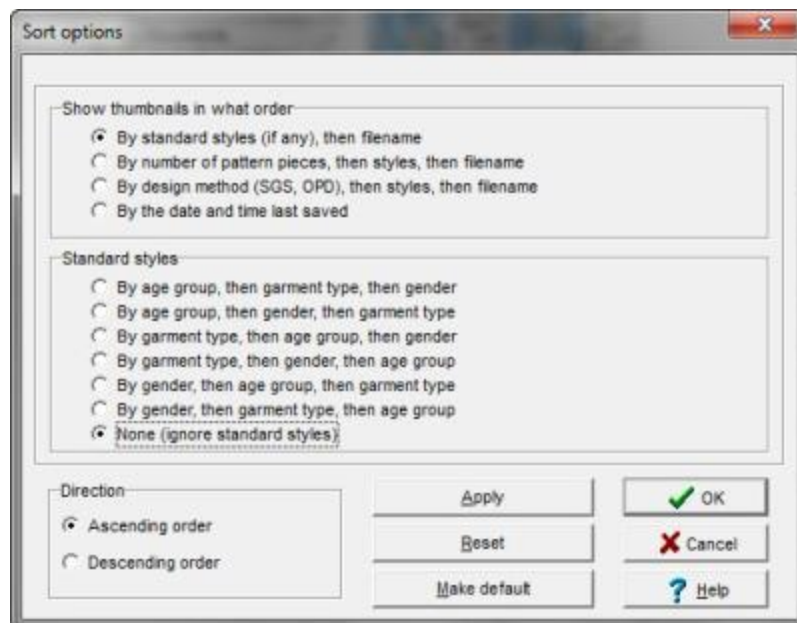 Sort options
Show thumbnails in what order
By standard styles (if any), then filename
By number of pattern pieces, then styles, then filename
By design method (SGS, OPD), then styles, then filename
By the date and time last saved
Standard styles
By age group, then garment type, then gender
By age group, then gender, then garment type
By garment type, then age group, then gender
By garment type, then gender, then age group
By gender, then age group, then garment type
By gender, then garment type, then age group
None (ignore standard styles)
Direction
Ascending order
Descending order
Apply
Reset
Make default
OK
Cancel
Help